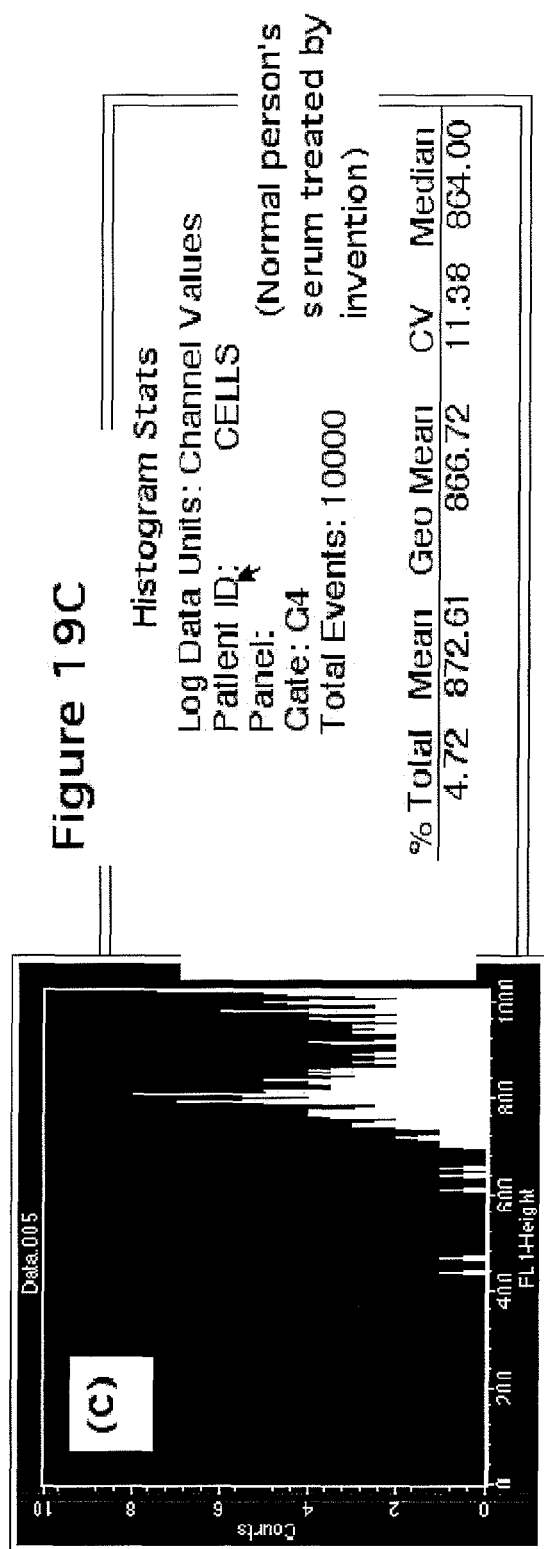 Figure 19C
Data.005
(C)
Counts
10
8
6
4
2
0
0 200 400 600 800 1000
FL1-Height
Histogram Stats
Log Data Units: Channel Values
Patient ID: CELLS
Panel:
Gate: G4
Total Events: 10000
(Normal person's
serum treated by
invention)
% Total Mean Geo Mean CV Median
4.72 872.61 866.72 11.38 864.00